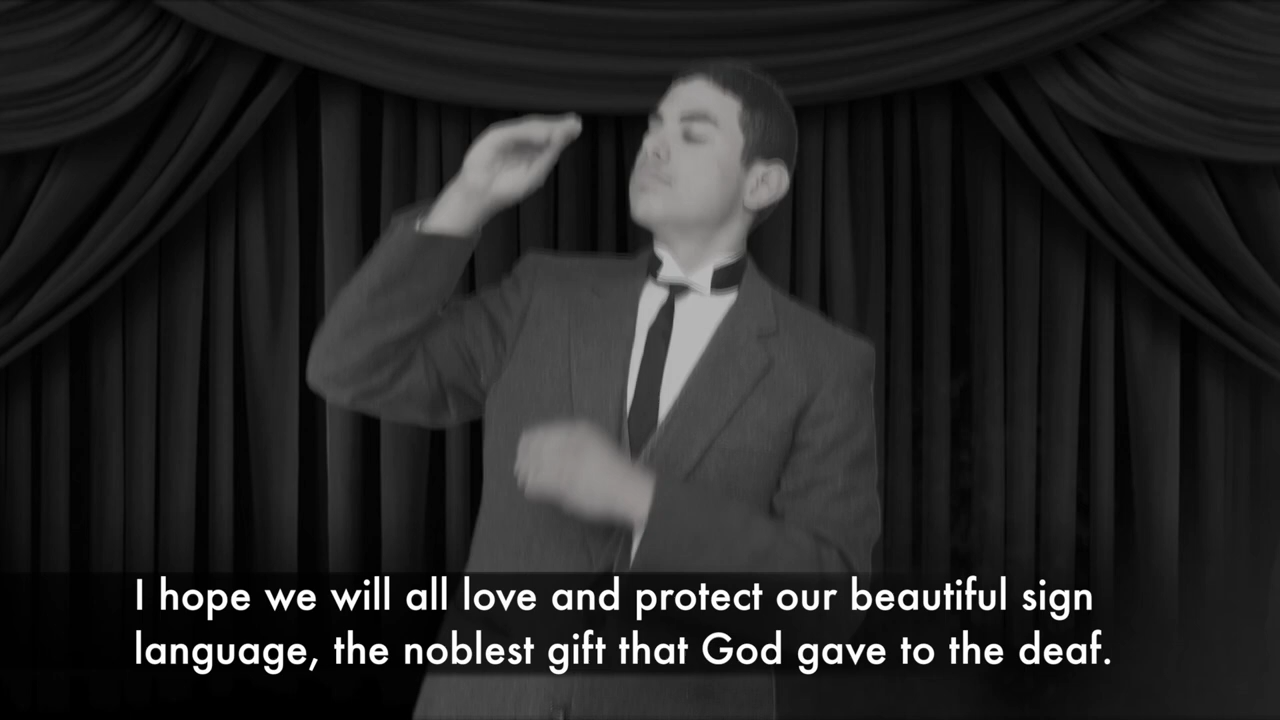 I hope we will all love and protect our beautiful sign
language, the noblest gift that God gave to the deaf.